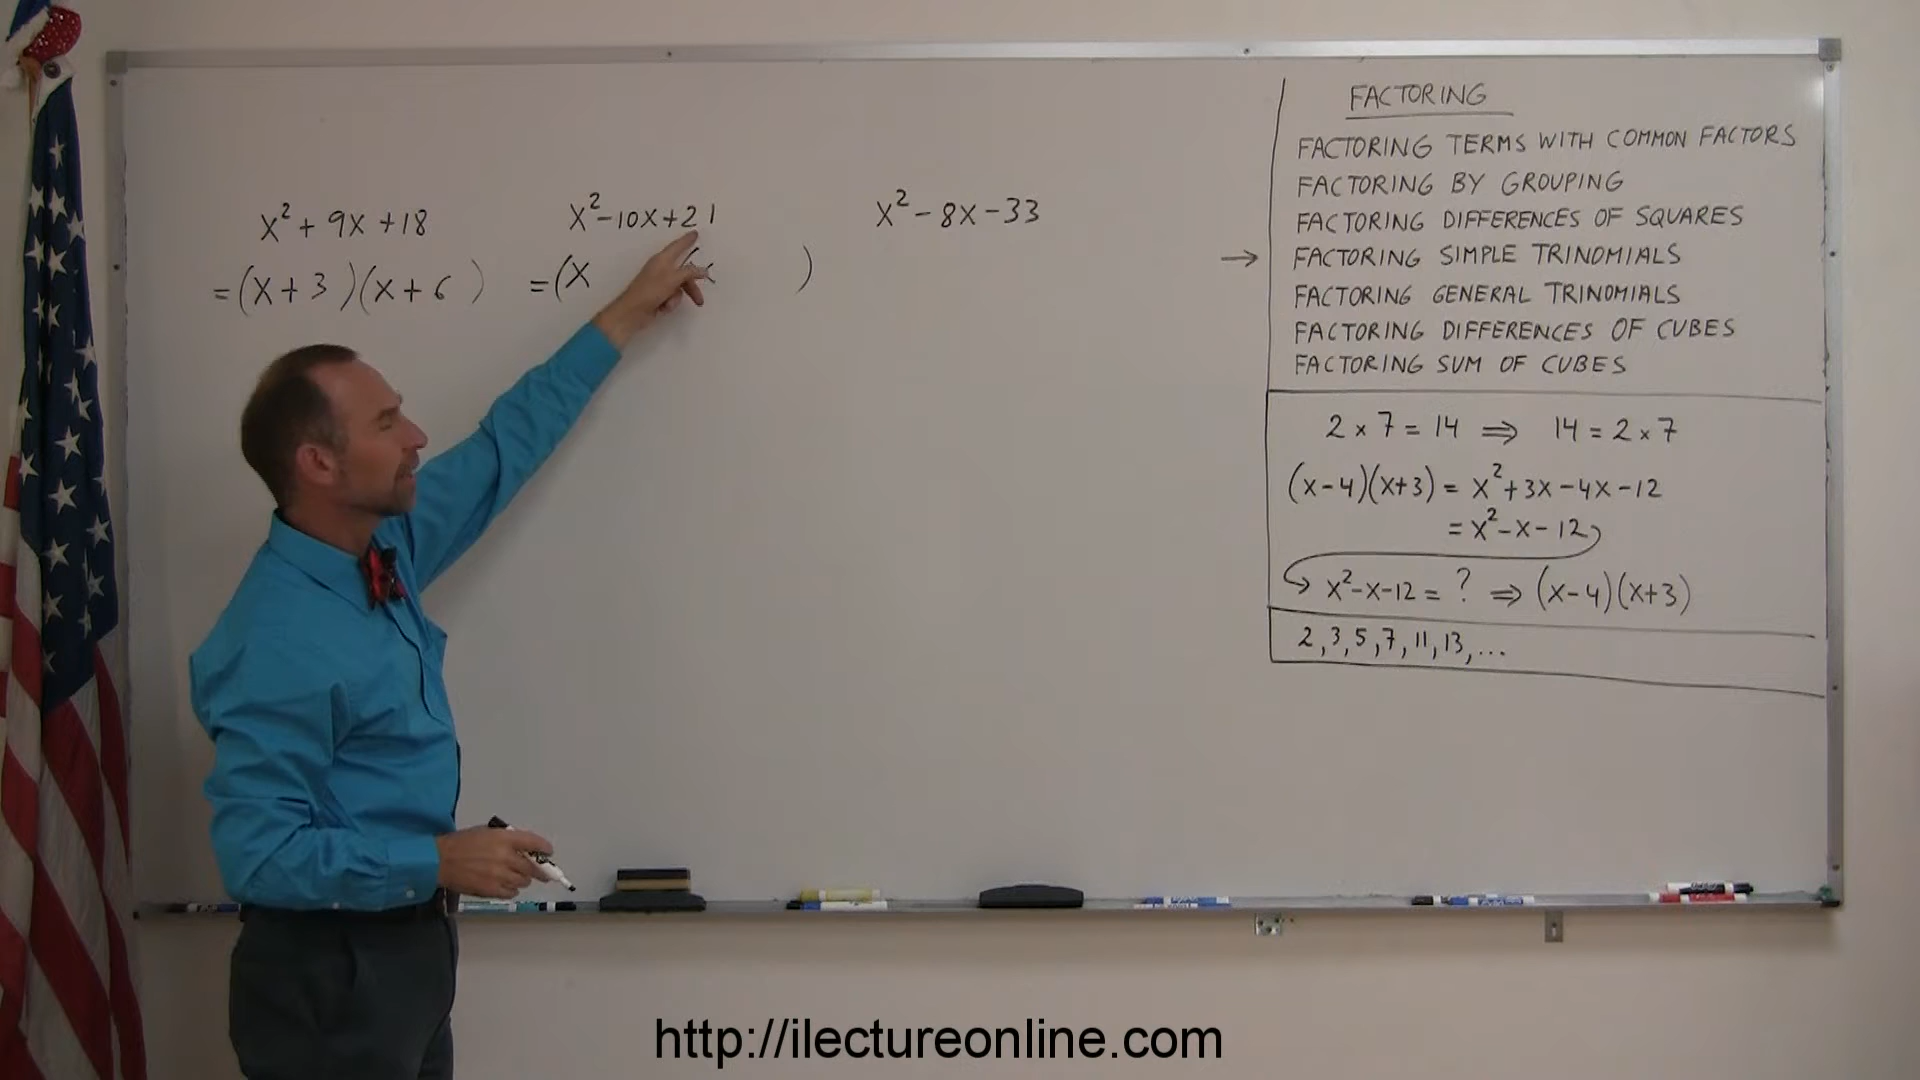 x² + 9x + 18
= (x + 3 )(x + 6 )
x² - 10x + 21
= (x (x )
x² - 8x - 33
FACTORING
FACTORING TERMS WITH COMMON FACTORS
FACTORING BY GROUPING
FACTORING DIFFERENCES OF SQUARES
→ FACTORING SIMPLE TRINOMIALS
FACTORING GENERAL TRINOMIALS
FACTORING DIFFERENCES OF CUBES
FACTORING SUM OF CUBES
2 × 7 = 14 ⇒ 14 = 2 × 7
(x-4)(x+3) = x² + 3x - 4x - 12
= x² - x - 12
x² - x - 12 = ? ⇒ (x-4)(x+3)
2, 3, 5, 7, 11, 13, ...
http://ilectureonline.com